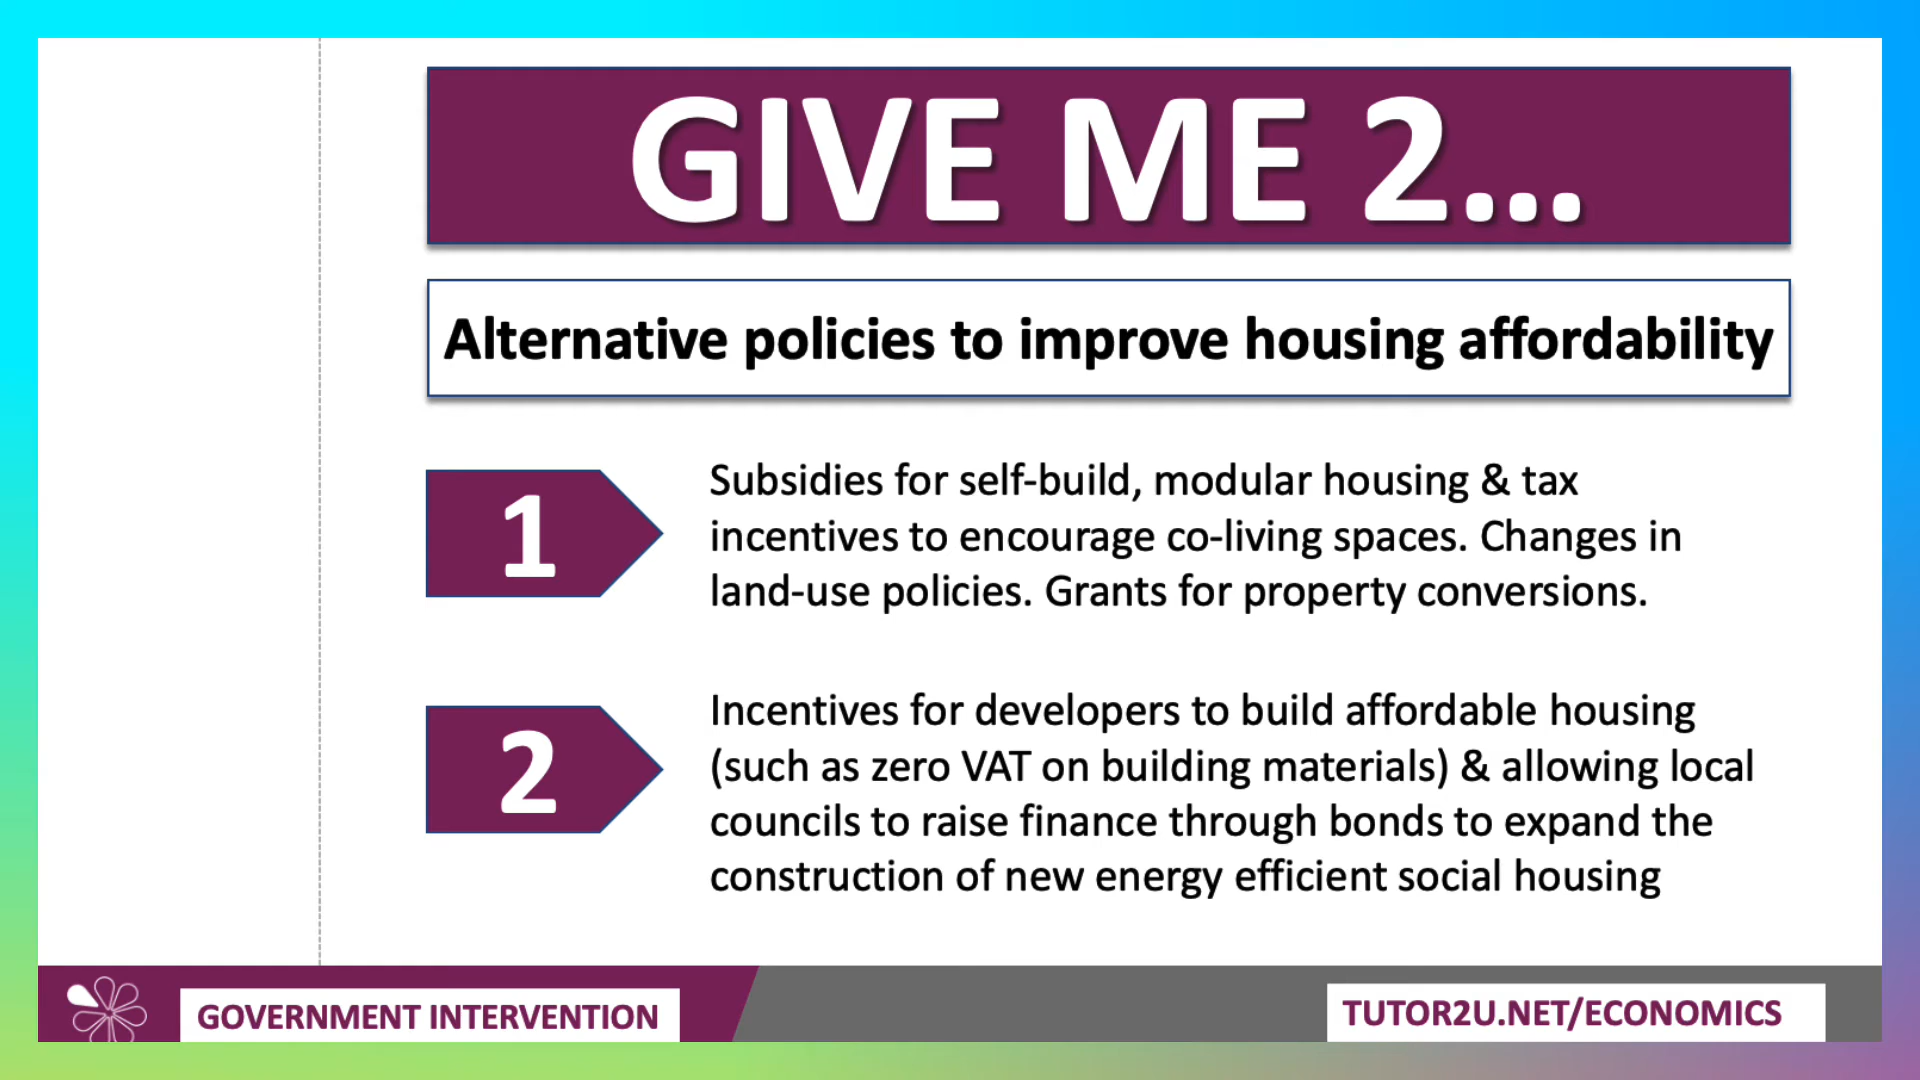 GIVE ME 2...
Alternative policies to improve housing affordability
1
Subsidies for self-build, modular housing & tax
incentives to encourage co-living spaces. Changes in
land-use policies. Grants for property conversions.
2
Incentives for developers to build affordable housing
(such as zero VAT on building materials) & allowing local
councils to raise finance through bonds to expand the
construction of new energy efficient social housing
GOVERNMENT INTERVENTION
TUTOR2U.NET/ECONOMICS